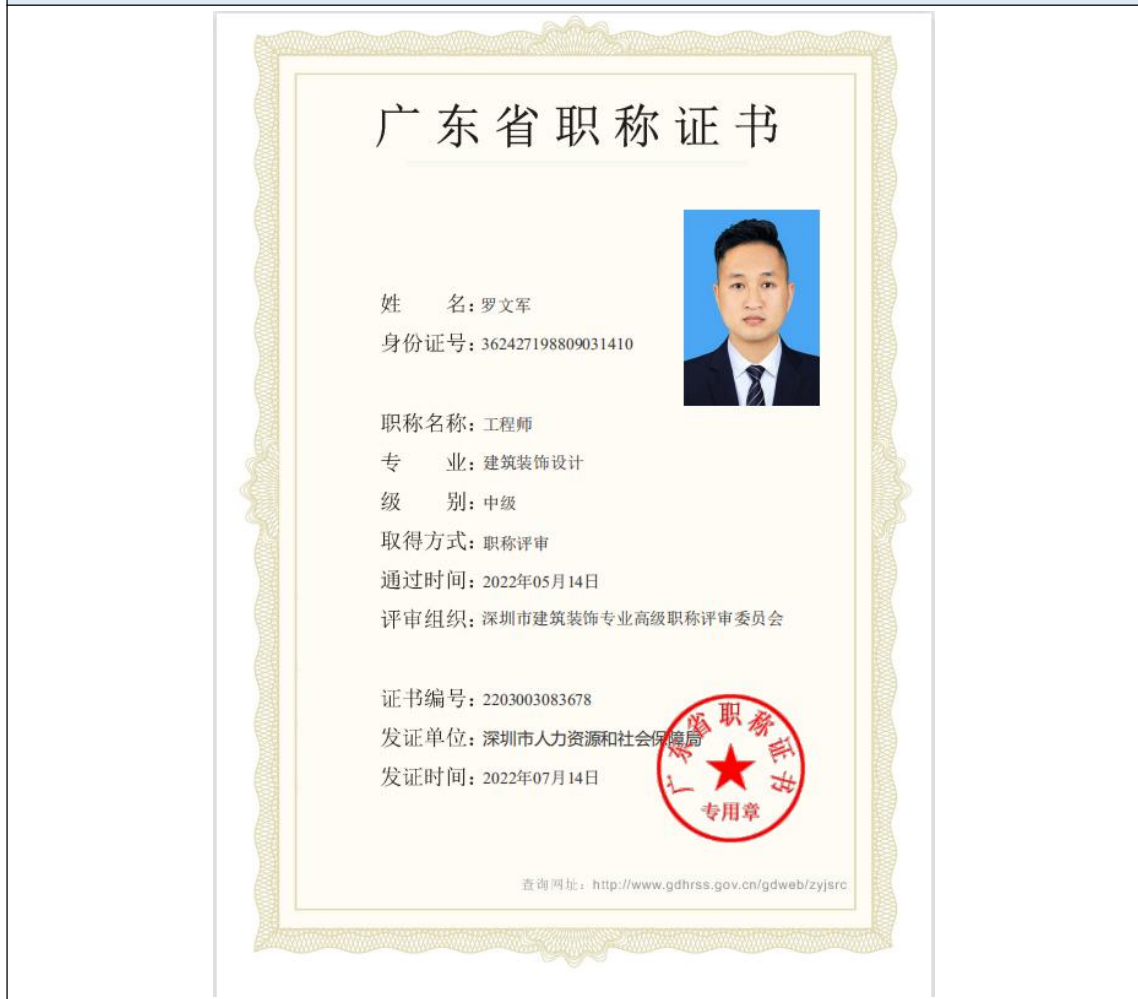 广东省职称证书
姓 名：罗文军
身份证号：362427198809031410
职称名称：工程师
专 业：建筑装饰设计
级 别：中级
取得方式：职称评审
通过时间：2022年05月14日
评审组织：深圳市建筑装饰专业高级职称评审委员会
证书编号：2203003083678
发证单位：深圳市人力资源和社会保障局
发证时间：2022年07月14日
广东省职称证书
专用章
查询网址：http://www.gdhrss.gov.cn/gdweb/zyjsrc